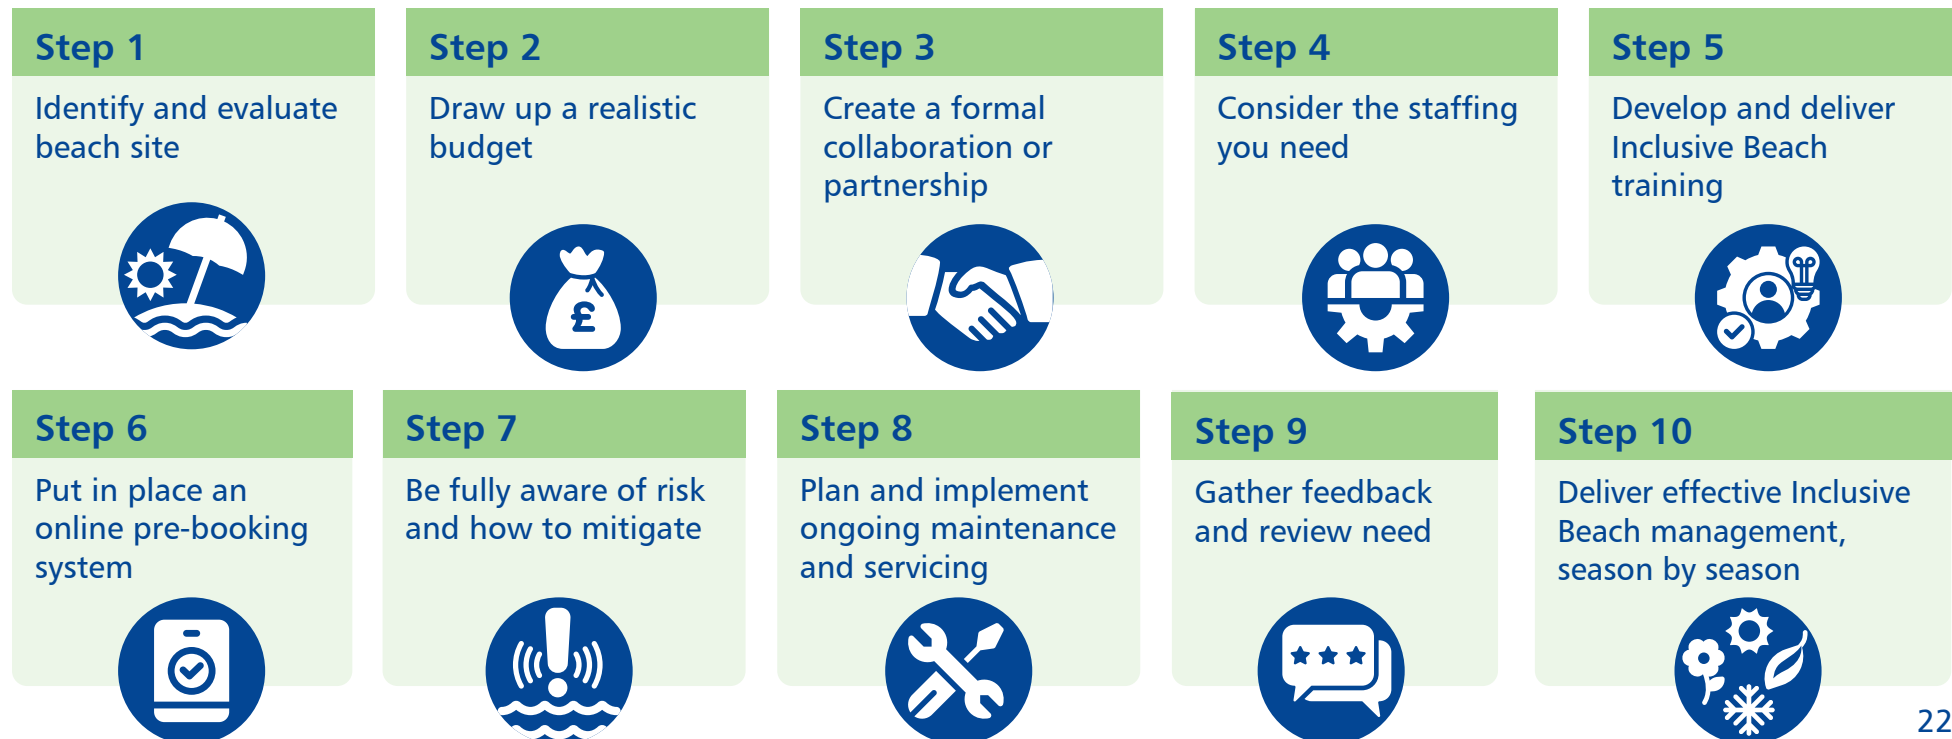 Step 1
Identify and evaluate
beach site
Step 2
Draw up a realistic
budget
£
Step 3
Create a formal
collaboration or
partnership
Step 4
Consider the staffing
you need
Step 5
Develop and deliver
Inclusive Beach
training
Step 6
Put in place an
online pre-booking
system
Step 7
Be fully aware of risk
and how to mitigate
Step 8
Plan and implement
ongoing maintenance
and servicing
Step 9
Gather feedback
and review need
Step 10
Deliver effective Inclusive
Beach management,
season by season
22